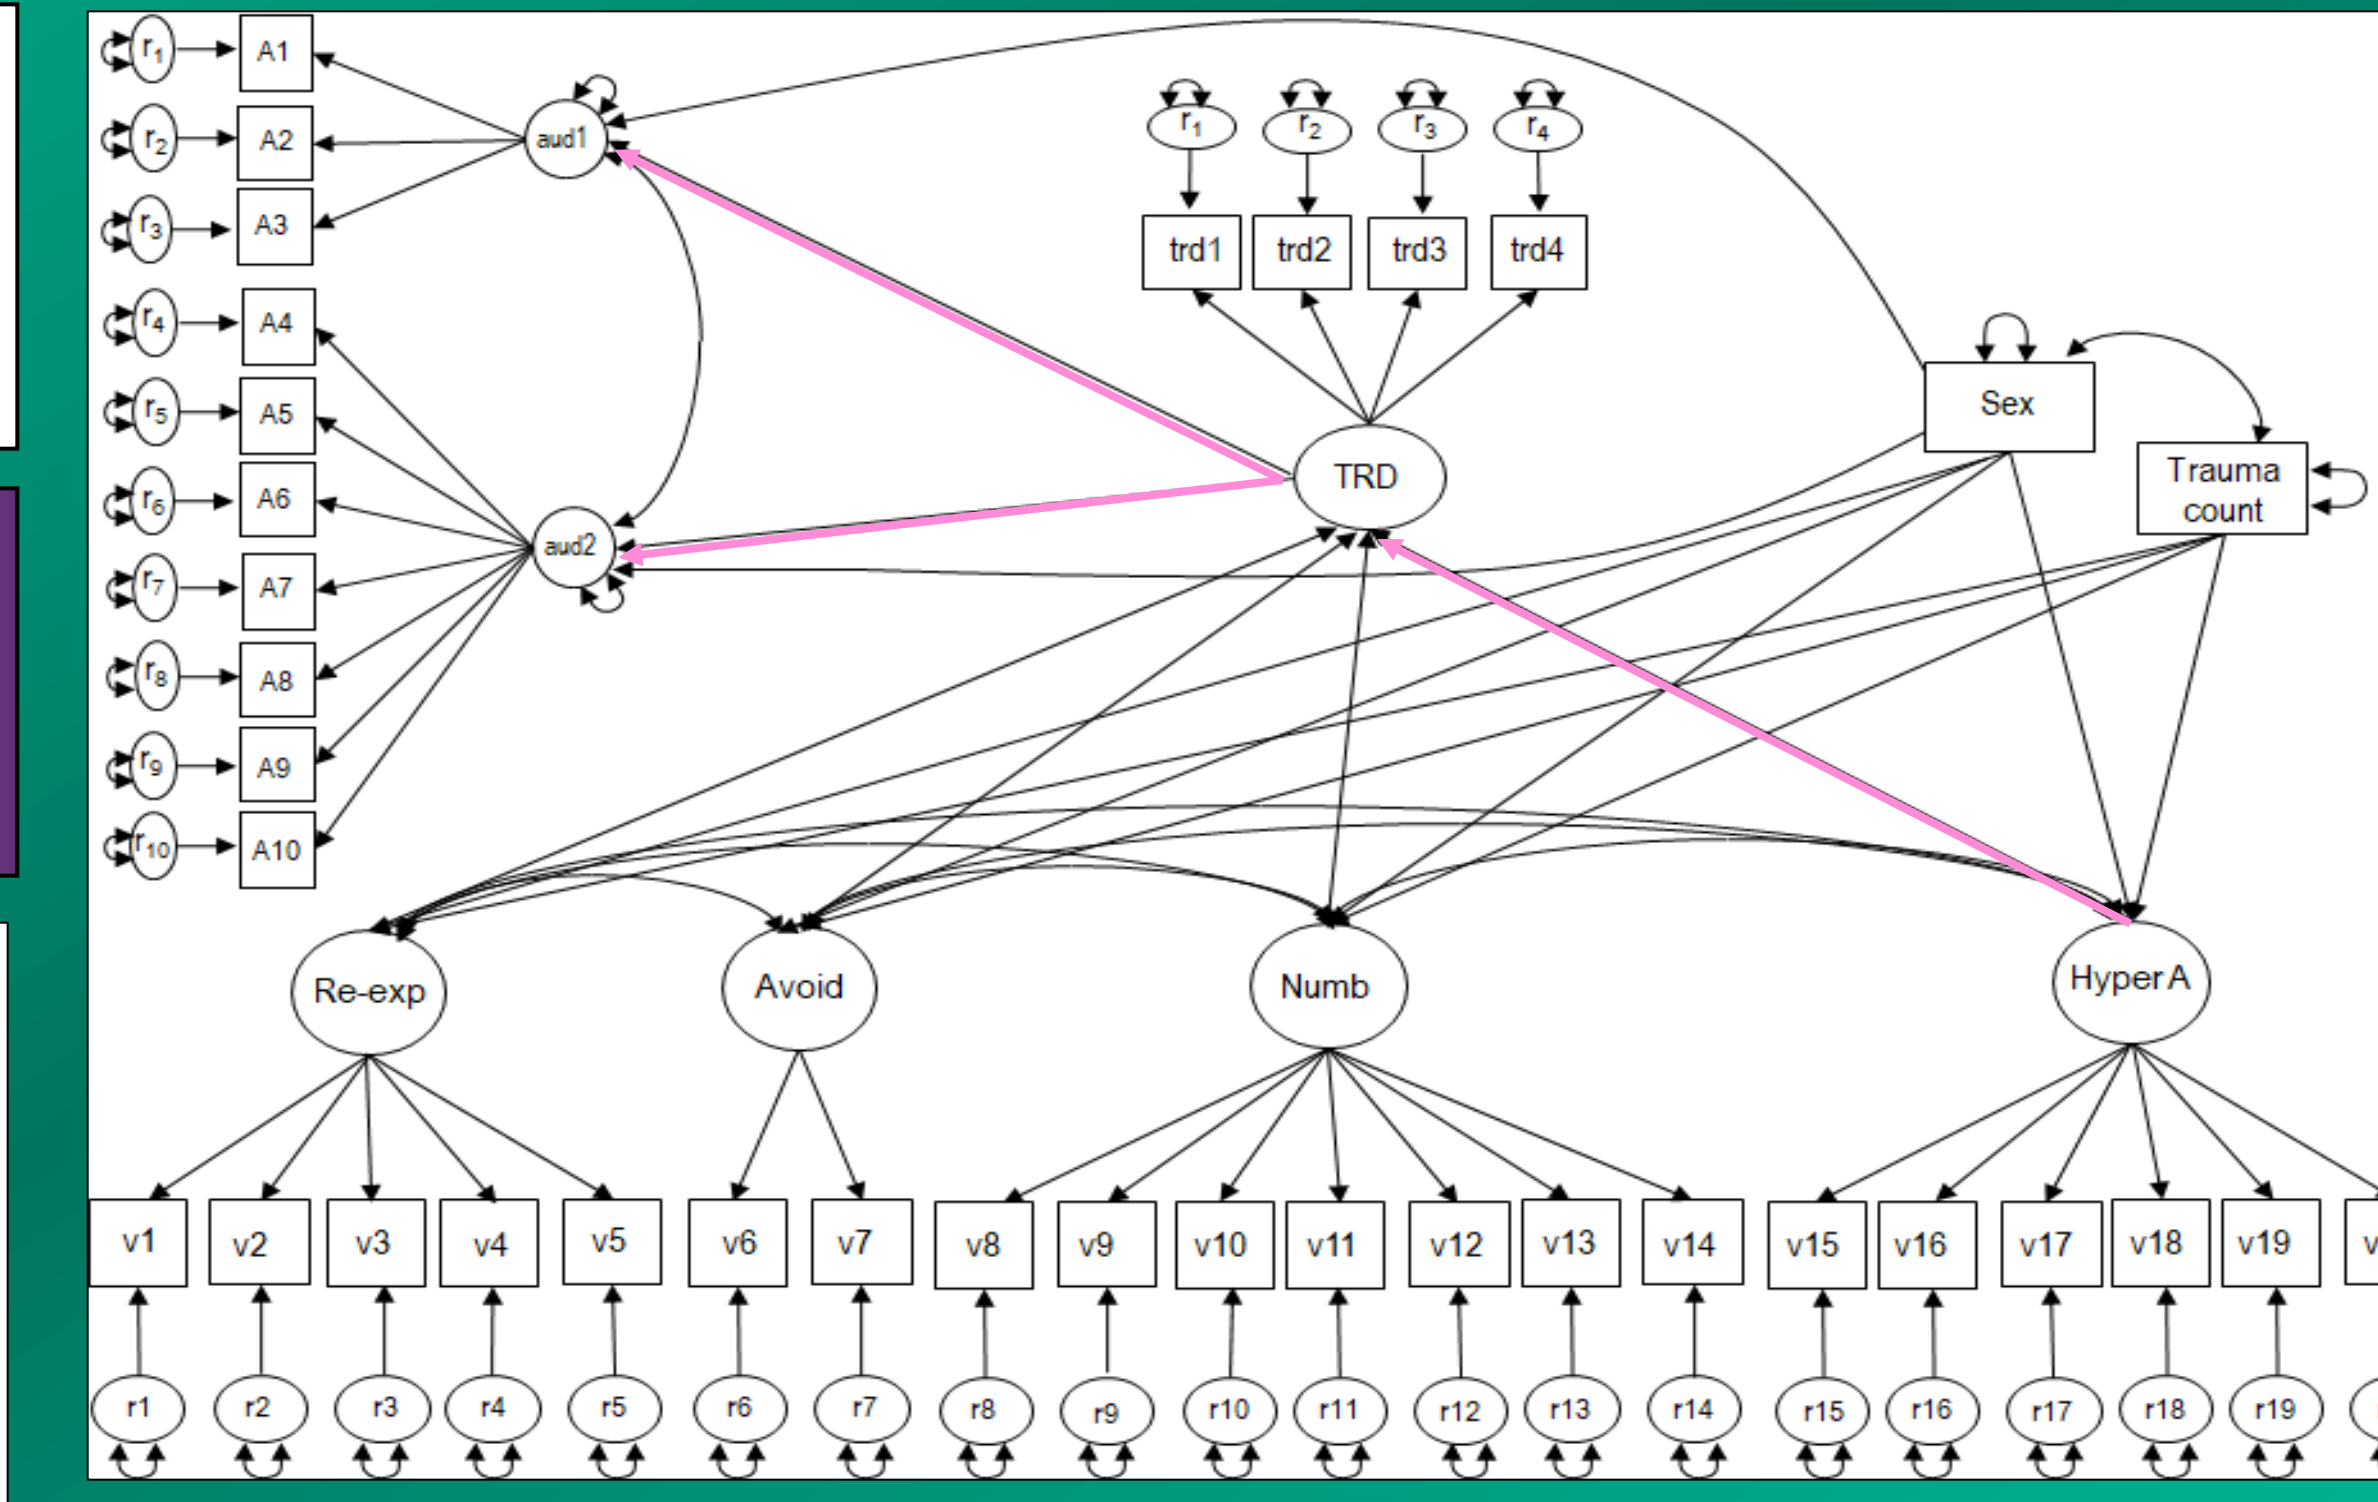 r1 A1
r2 A2
r3 A3
r4 A4
r5 A5
r6 A6
r7 A7
r8 A8
r9 A9
r10 A10
aud1
aud2
r1 r2 r3 r4
trd1 trd2 trd3 trd4
TRD
Sex
Trauma
count
Re-exp Avoid Numb HyperA
v1 v2 v3 v4 v5 v6 v7 v8 v9 v10 v11 v12 v13 v14 v15 v16 v17 v18 v19
r1 r2 r3 r4 r5 r6 r7 r8 r9 r10 r11 r12 r13 r14 r15 r16 r17 r18 r19